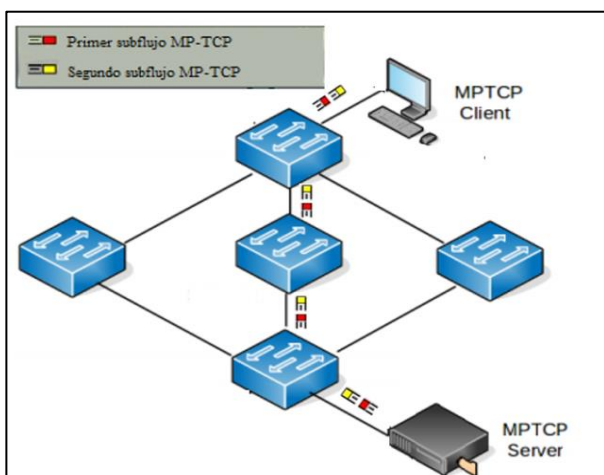 Primer subflujo MP-TCP
Segundo subflujo MP-TCP
MPTCP
Client
MPTCP
Server